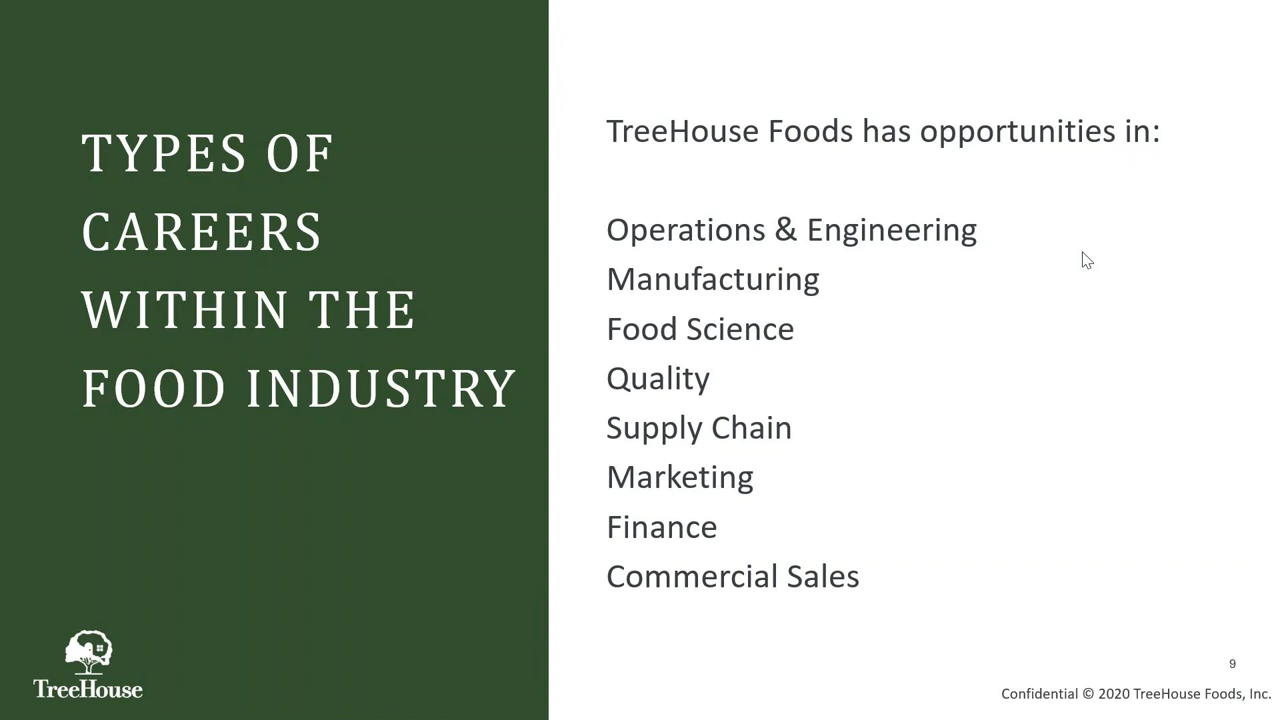 TYPES OF
CAREERS
WITHIN THE
FOOD INDUSTRY
TreeHouse
TreeHouse Foods has opportunities in:
Operations & Engineering
Manufacturing
Food Science
Quality
Supply Chain
Marketing
Finance
Commercial Sales
9
Confidential © 2020 TreeHouse Foods, Inc.